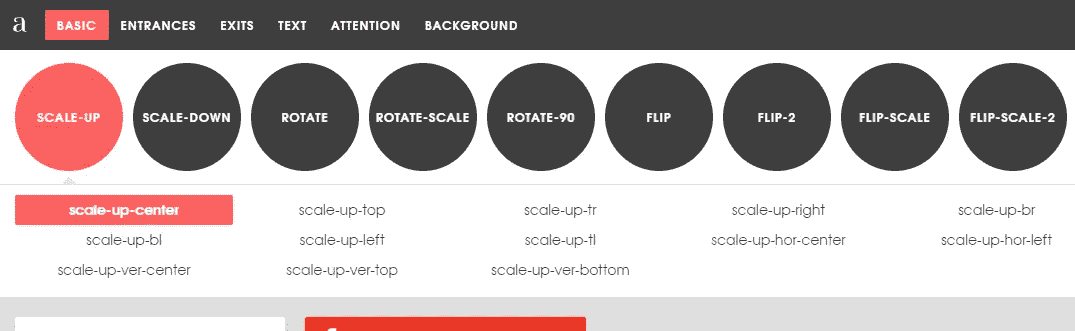 a BASIC ENTRANCES EXITS TEXT ATTENTION BACKGROUND
SCALE-UP SCALE-DOWN ROTATE ROTATE-SCALE ROTATE-90 FLIP FLIP-2 FLIP-SCALE FLIP-SCALE-2
scale-up-center scale-up-top scale-up-tr scale-up-right scale-up-br
scale-up-bl scale-up-left scale-up-tl scale-up-hor-center scale-up-hor-left
scale-up-ver-center scale-up-ver-top scale-up-ver-bottom